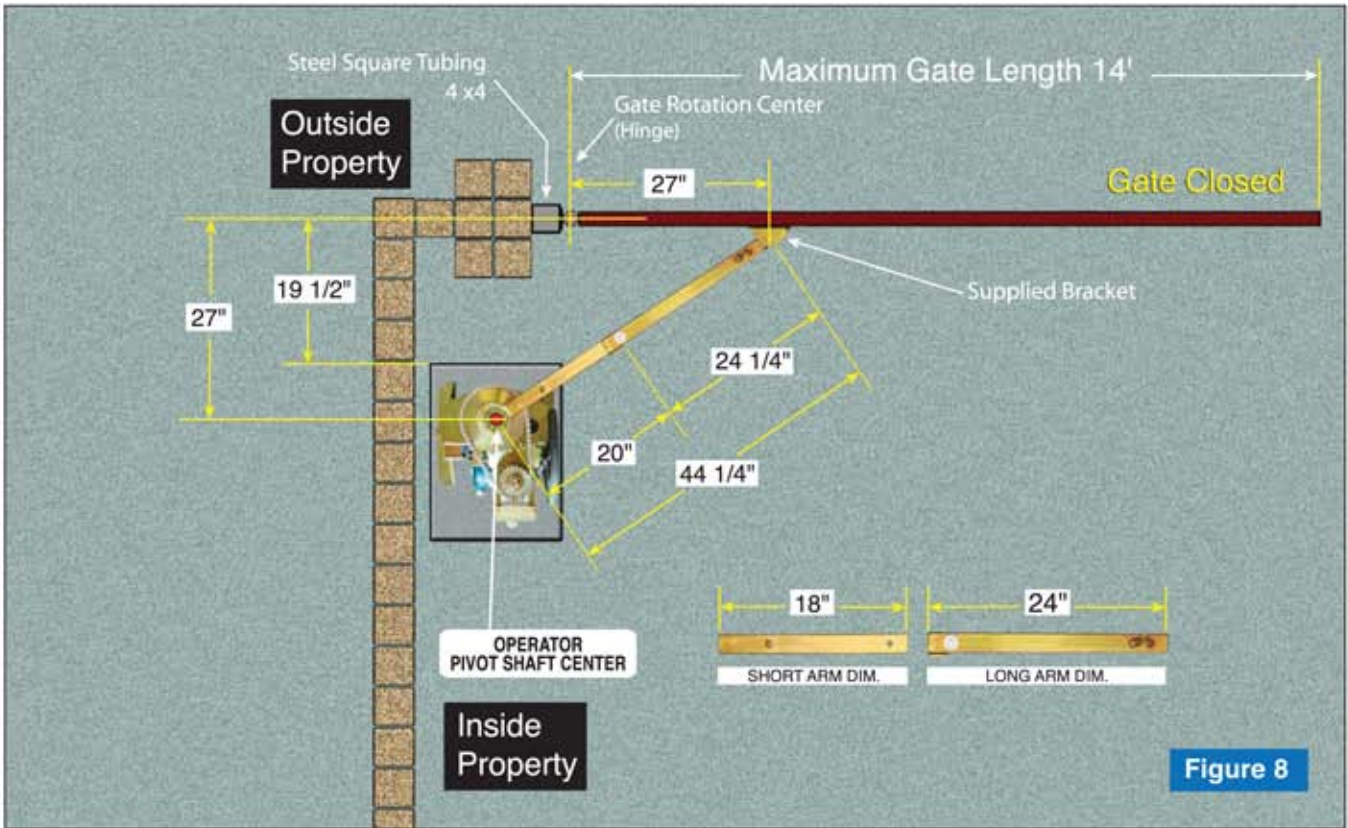 Steel Square Tubing
4 x4
Maximum Gate Length 14'
Gate Rotation Center
(Hinge)
Outside
Property
27"
Gate Closed
19 1/2"
27"
Supplied Bracket
24 1/4"
20"
44 1/4"
18"
24"
SHORT ARM DIM.
LONG ARM DIM.
OPERATOR
PIVOT SHAFT CENTER
Inside
Property
Figure 8